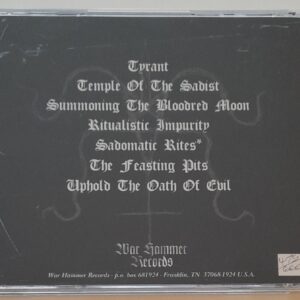 Tyrant
Temple Of The Sadist
Summoning The Bloodred Moon
Ritualistic Impurity
Sadomatic Rites*
The Feasting Pits
Uphold The Oath Of Evil
War Hammer
Records
War Hammer Records - p.o. box 681924 - Franklin, TN 37068-1924 U.S.A.